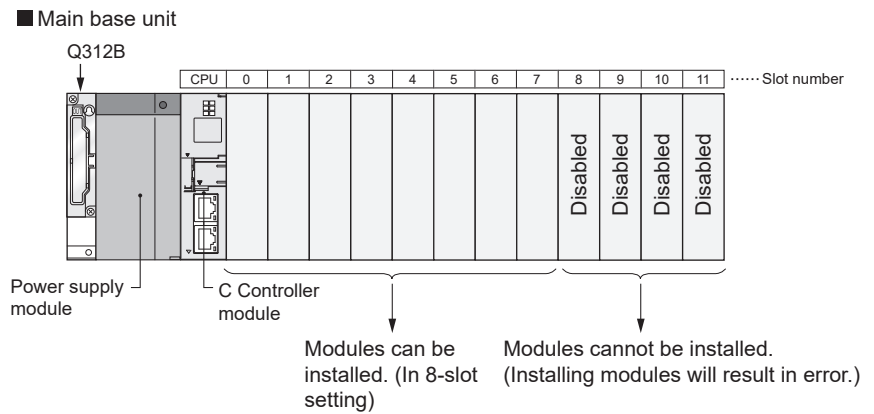 ■ Main base unit
Q312B
CPU 0 1 2 3 4 5 6 7 8 9 10 11 ······ Slot number
Disabled
Disabled
Disabled
Disabled
Power supply
module
C Controller
module
Modules can be
installed. (In 8-slot
setting)
Modules cannot be installed.
(Installing modules will result in error.)